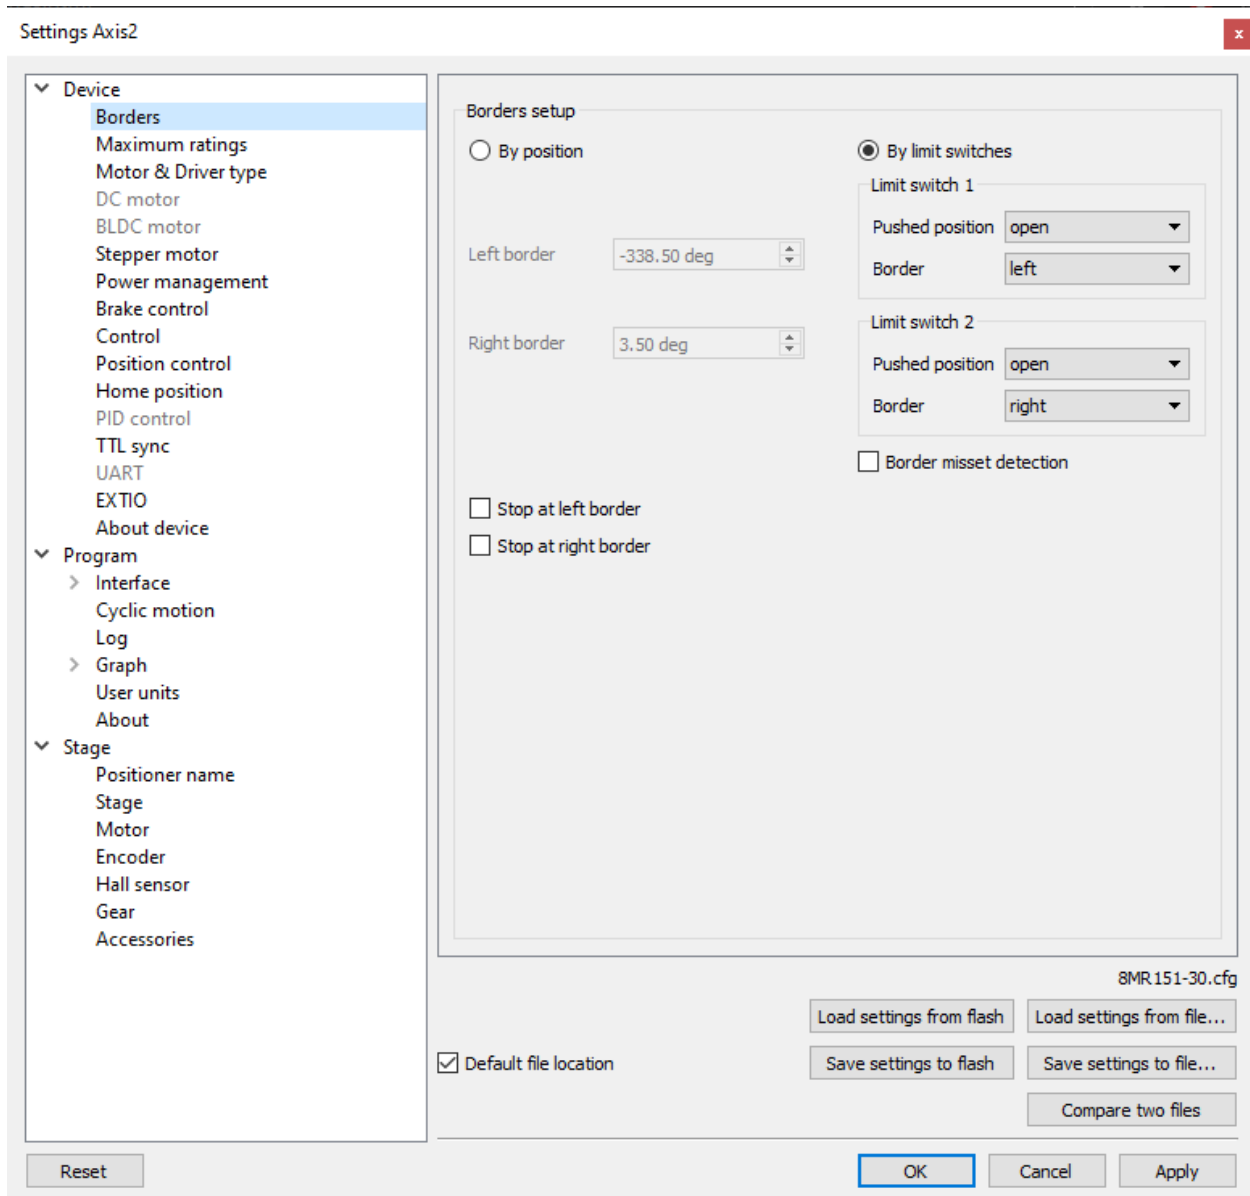 Settings Axis2
x
Device
Borders
Maximum ratings
Motor & Driver type
DC motor
BLDC motor
Stepper motor
Power management
Brake control
Control
Position control
Home position
PID control
TTL sync
UART
EXTIO
About device
Program
Interface
Cyclic motion
Log
Graph
User units
About
Stage
Positioner name
Stage
Motor
Encoder
Hall sensor
Gear
Accessories
Borders setup
By position
Left border -338.50 deg
Right border 3.50 deg
By limit switches
Limit switch 1
Pushed position open
Border left
Limit switch 2
Pushed position open
Border right
Border misset detection
Stop at left border
Stop at right border
8MR151-30.cfg
Load settings from flash Load settings from file...
Default file location Save settings to flash Save settings to file...
Compare two files
Reset OK Cancel Apply